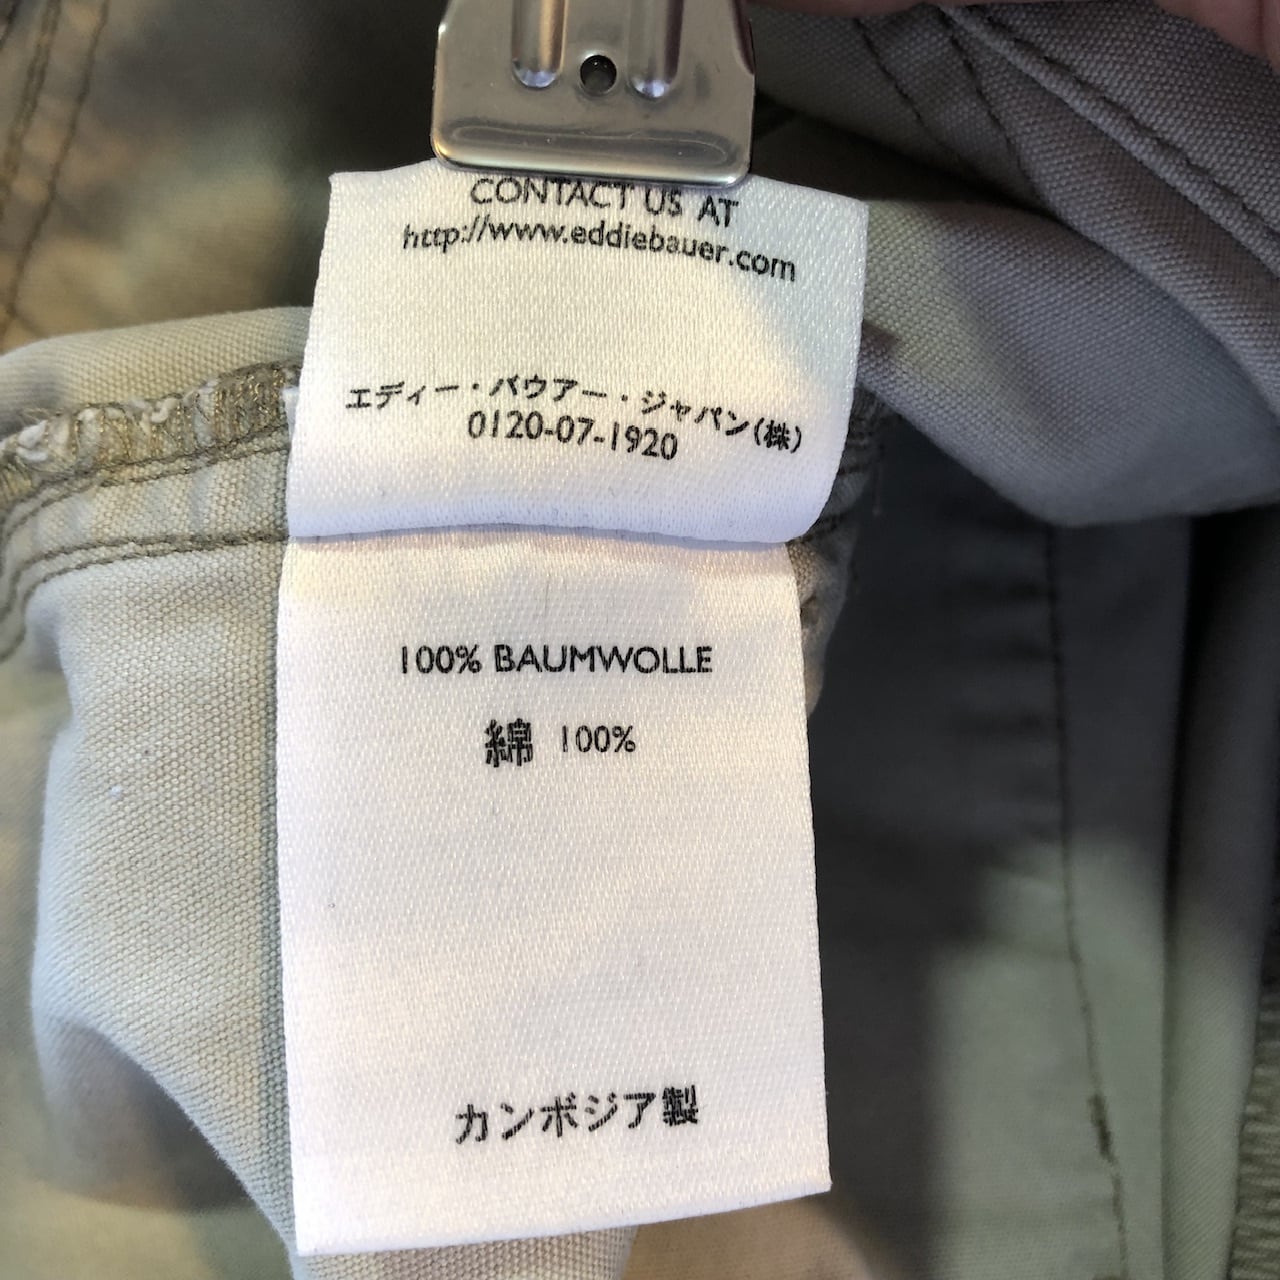 CONTACT US AT
http://www.eddiebauer.com
エディー・バウアー・ジャパン(株)
0120-07-1920
100% BAUMWOLLE
綿 100%
カンボジア製